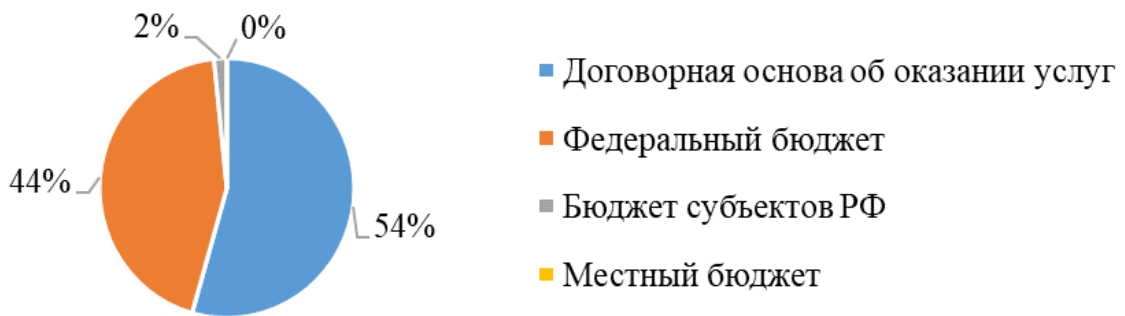 2% 0%
44%
54%
Договорная основа об оказании услуг
Федеральный бюджет
Бюджет субъектов РФ
Местный бюджет